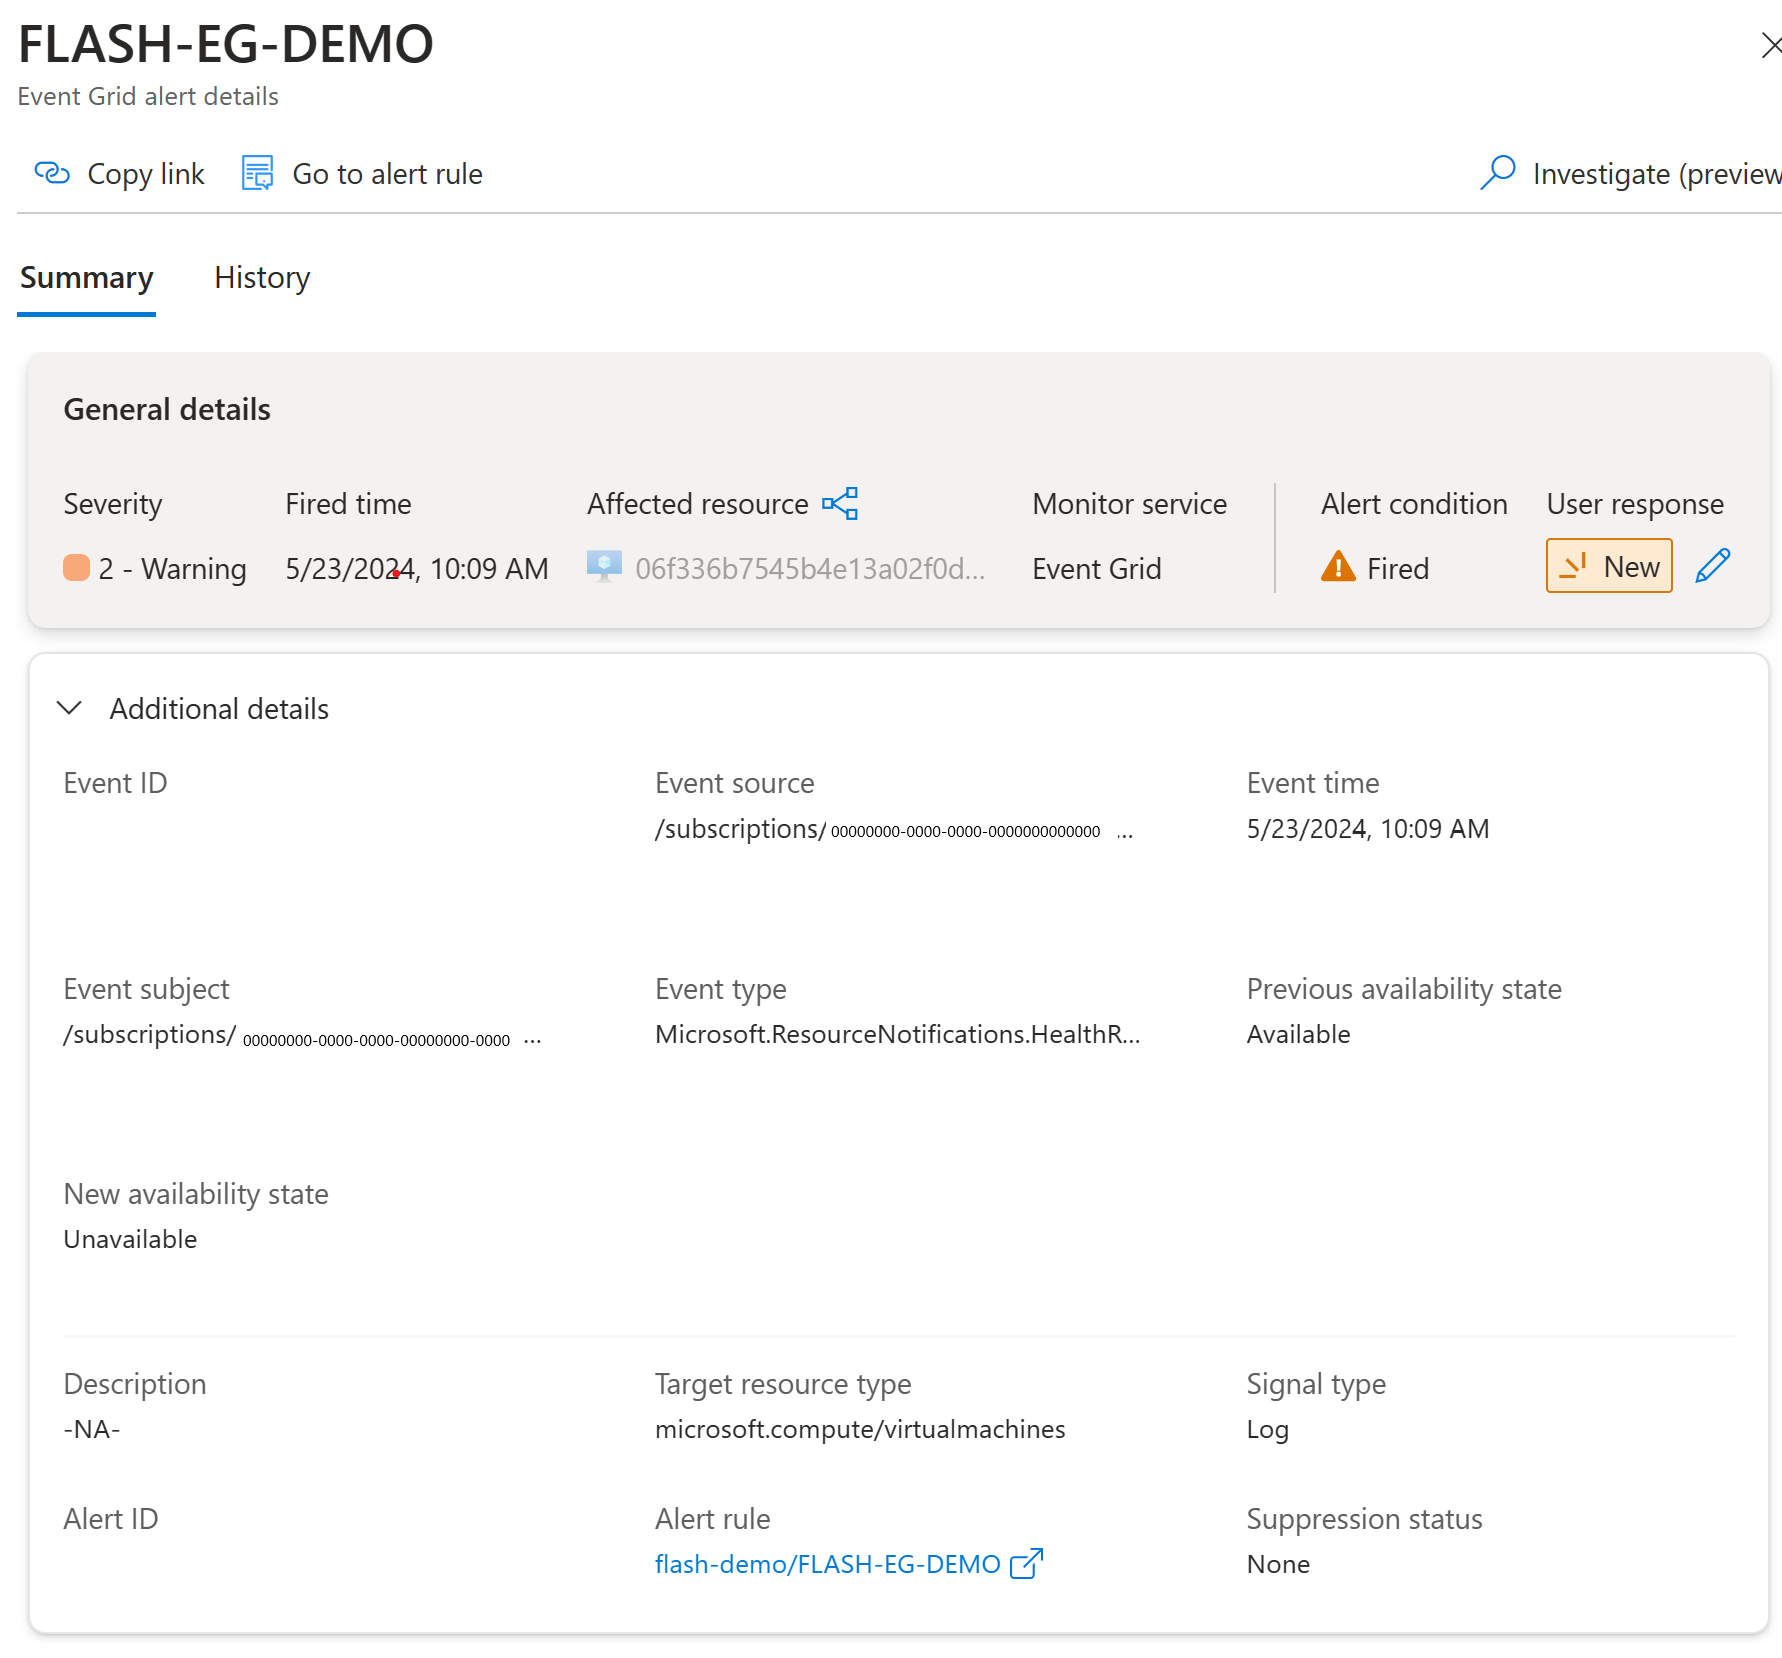 FLASH-EG-DEMO
Event Grid alert details
Copy link Go to alert rule Investigate (preview
Summary History
General details
Severity Fired time Affected resource Monitor service Alert condition User response
2 - Warning 5/23/2024, 10:09 AM 06f336b7545b4e13a02f0d... Event Grid Fired New
Additional details
Event ID Event source Event time
/subscriptions/ 00000000-0000-0000-0000000000000 ... 5/23/2024, 10:09 AM
Event subject Event type Previous availability state
/subscriptions/ 00000000-0000-0000-00000000-0000 ... Microsoft.ResourceNotifications.HealthR... Available
New availability state
Unavailable
Description Target resource type Signal type
-NA- microsoft.compute/virtualmachines Log
Alert ID Alert rule Suppression status
flash-demo/FLASH-EG-DEMO None